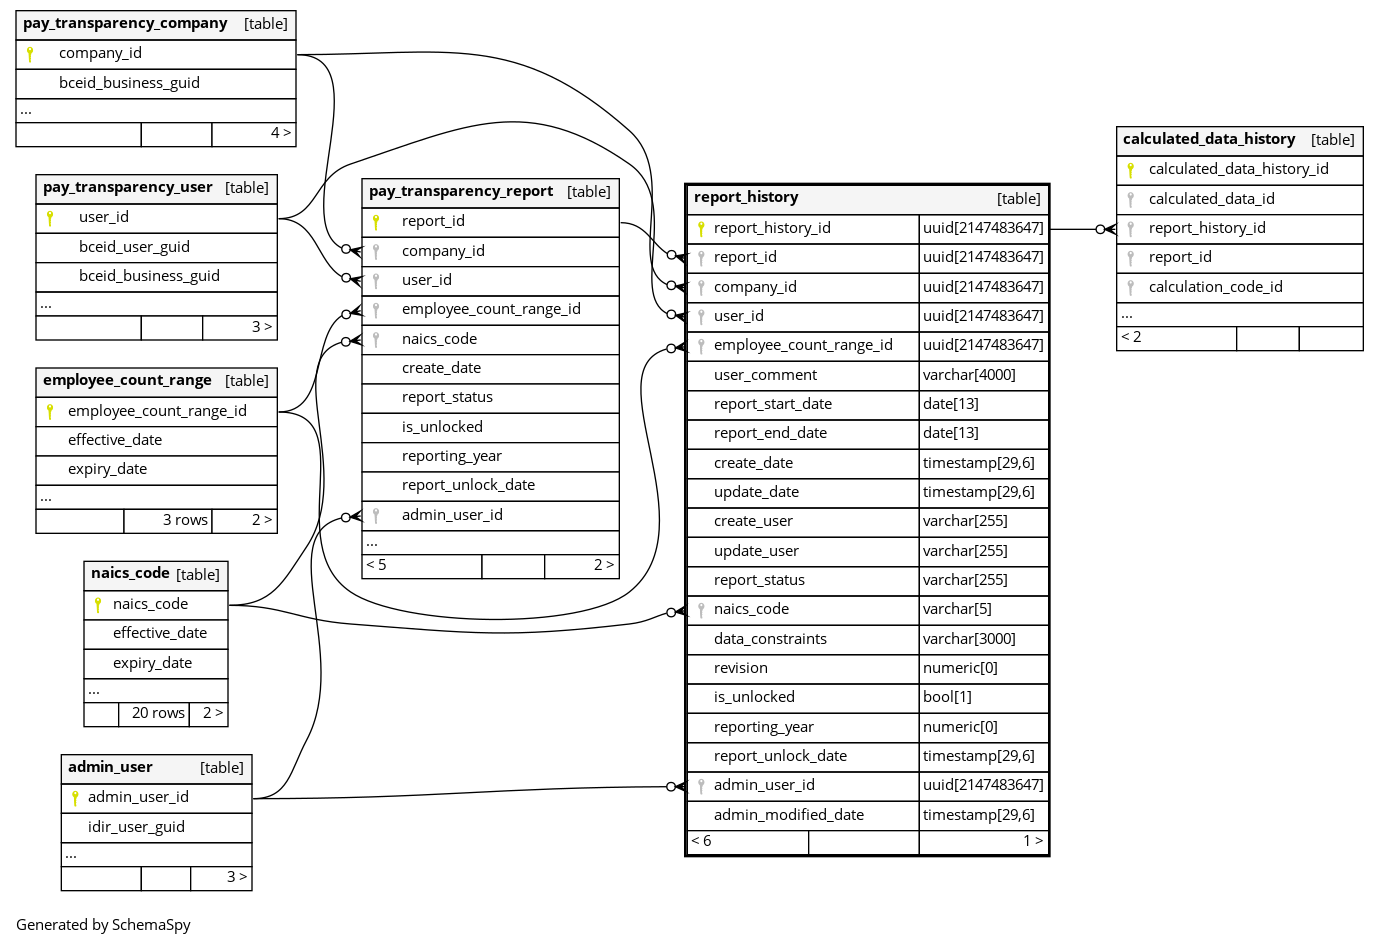 pay_transparency_company [table]
company_id
bceid_business_guid
...
4 >
pay_transparency_user [table]
user_id
bceid_user_guid
bceid_business_guid
...
3 >
employee_count_range [table]
employee_count_range_id
effective_date
expiry_date
...
3 rows 2 >
naics_code [table]
naics_code
effective_date
expiry_date
...
20 rows 2 >
admin_user [table]
admin_user_id
idir_user_guid
...
3 >
pay_transparency_report [table]
report_id
company_id
user_id
employee_count_range_id
naics_code
create_date
report_status
is_unlocked
reporting_year
report_unlock_date
admin_user_id
...
< 5 2 >
report_history [table]
report_history_id uuid[2147483647]
report_id uuid[2147483647]
company_id uuid[2147483647]
user_id uuid[2147483647]
employee_count_range_id uuid[2147483647]
user_comment varchar[4000]
report_start_date date[13]
report_end_date date[13]
create_date timestamp[29,6]
update_date timestamp[29,6]
create_user varchar[255]
update_user varchar[255]
report_status varchar[255]
naics_code varchar[5]
data_constraints varchar[3000]
revision numeric[0]
is_unlocked bool[1]
reporting_year numeric[0]
report_unlock_date timestamp[29,6]
admin_user_id uuid[2147483647]
admin_modified_date timestamp[29,6]
< 6 1 >
calculated_data_history [table]
calculated_data_history_id
calculated_data_id
report_history_id
report_id
calculation_code_id
...
< 2
Generated by SchemaSpy